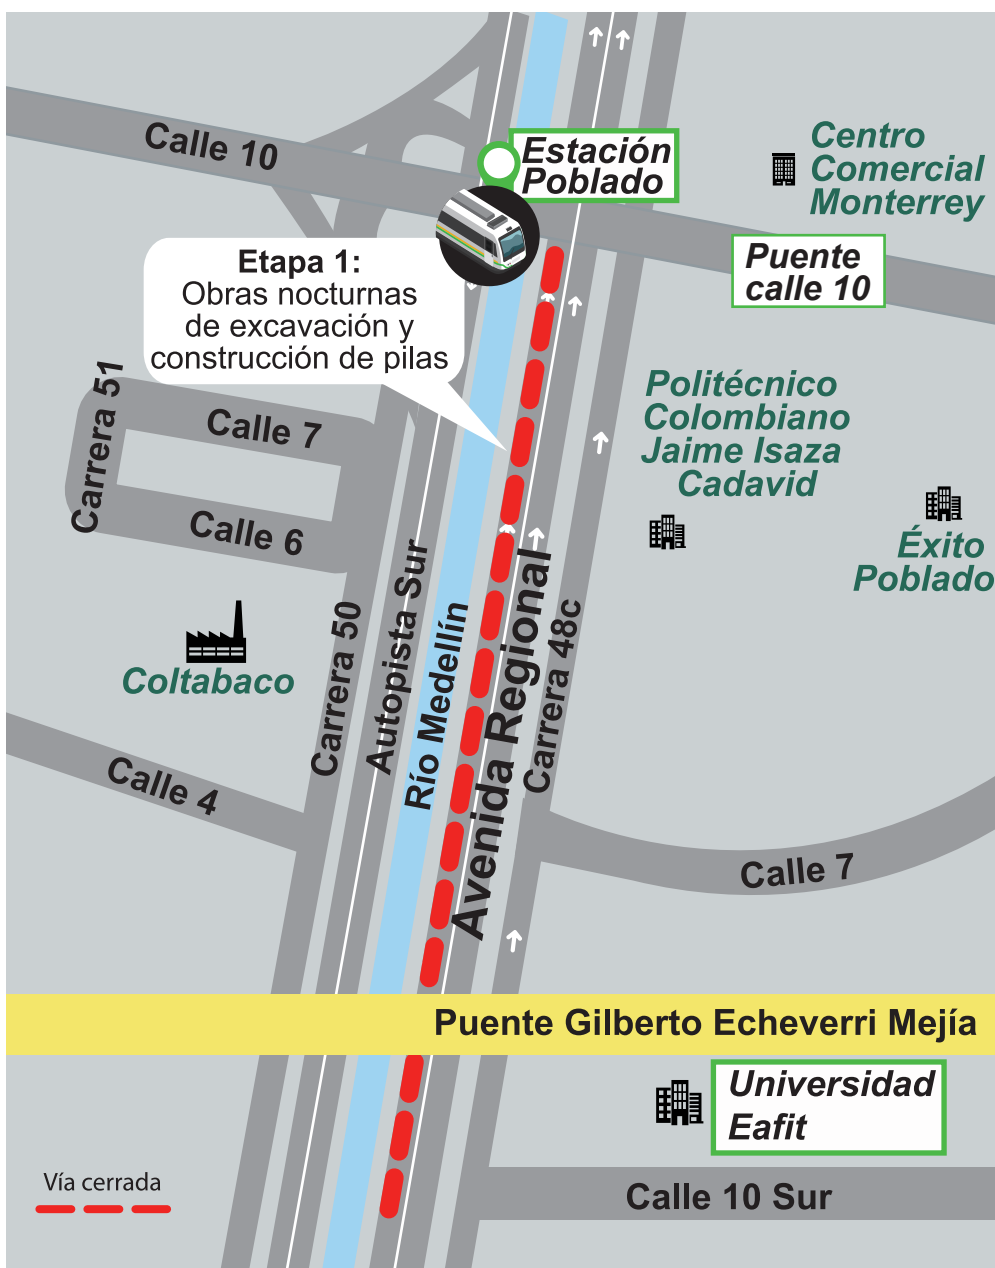 Calle 10
Estación
Poblado
Centro
Comercial
Monterrey
Puente
calle 10
Etapa 1:
Obras nocturnas
de excavación y
construcción de pilas
Carrera 51
Calle 7
Calle 6
Politécnico
Colombiano
Jaime Isaza
Cadavid
Éxito
Poblado
Coltabaco
Carrera 50
Autopista Sur
Río Medellín
Avenida Regional
Carrera 48c
Calle 4
Calle 7
Puente Gilberto Echeverri Mejía
Universidad
Eafit
Vía cerrada
Calle 10 Sur